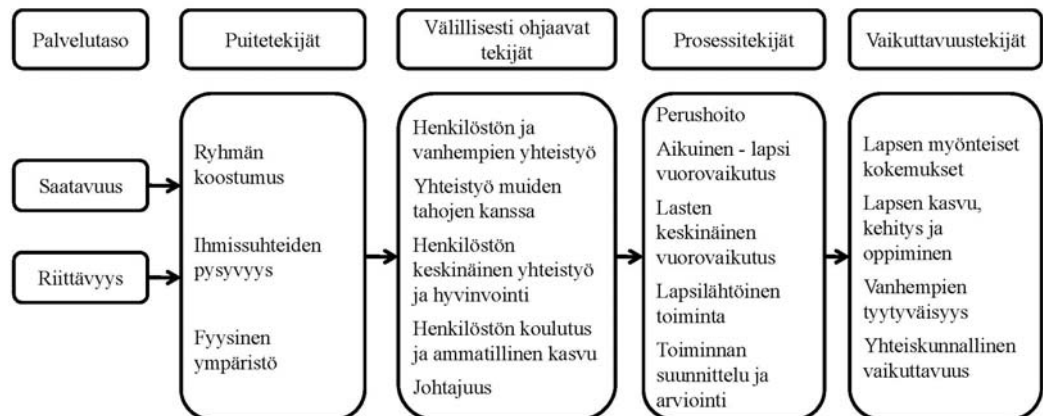 Palvelutaso
Puitetekijät
Välillisesti ohjaavat
tekijät
Prosessitekijät
Vaikuttavuustekijät
Saatavuus
Riittävyys
Ryhmän
koostumus
Ihmissuhteiden
pysyvyys
Fyysinen
ympäristö
Henkilöstön ja
vanhempien yhteistyö
Yhteistyö muiden
tahojen kanssa
Henkilöstön
keskinäinen yhteistyö
ja hyvinvointi
Henkilöstön koulutus
ja ammatillinen kasvu
Johtajuus
Perushoito
Aikuinen - lapsi
vuorovaikutus
Lasten
keskinäinen
vuorovaikutus
Lapsilähtöinen
toiminta
Toiminnan
suunnittelu ja
arviointi
Lapsen myönteiset
kokemukset
Lapsen kasvu,
kehitys ja
oppiminen
Vanhempien
tyytyväisyys
Yhteiskunnallinen
vaikuttavuus